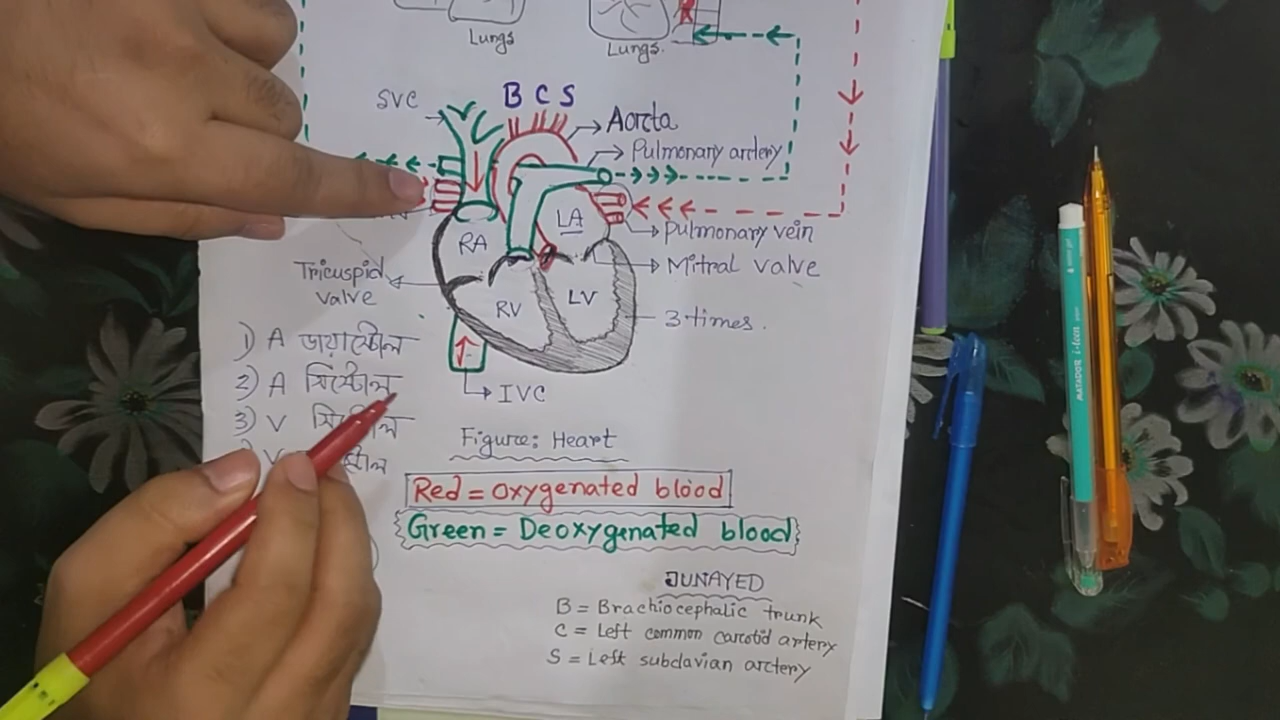 Lungs
Lungs.
SVC
B C S
Aorta
Pulmonary artery
LA
RA
Pulmonary vein
Mitral valve
Tricuspid valve
RV
LV
3 times.
1) A ডায়াস্টোল
2) A সিস্টোল
3) V সিস্টোল
IVC
Figure: Heart
Red = Oxygenated blood
Green = Deoxygenated blood
JUNAYED
B = Brachiocephalic trunk
C = Left common carotid artery
S = Left subclavian artery
MATADOR i-teen